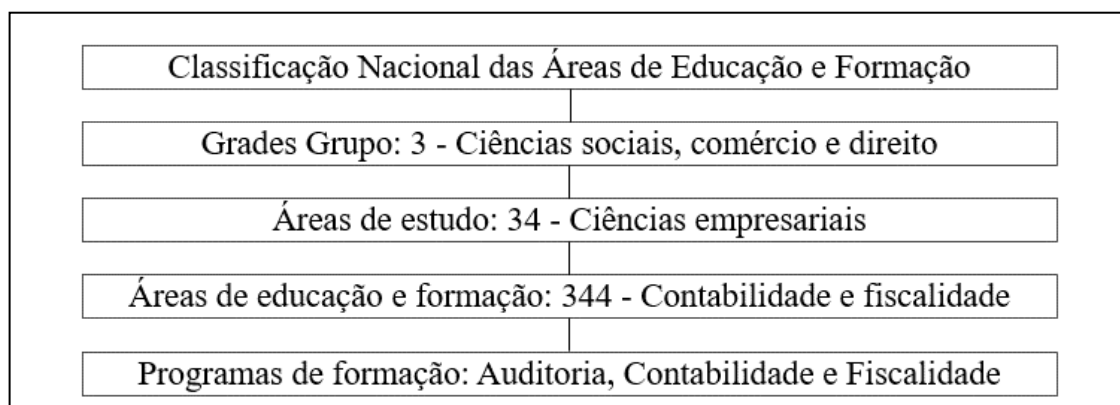 Classificação Nacional das Áreas de Educação e Formação
Grades Grupo: 3 - Ciências sociais, comércio e direito
Áreas de estudo: 34 - Ciências empresariais
Áreas de educação e formação: 344 - Contabilidade e fiscalidade
Programas de formação: Auditoria, Contabilidade e Fiscalidade